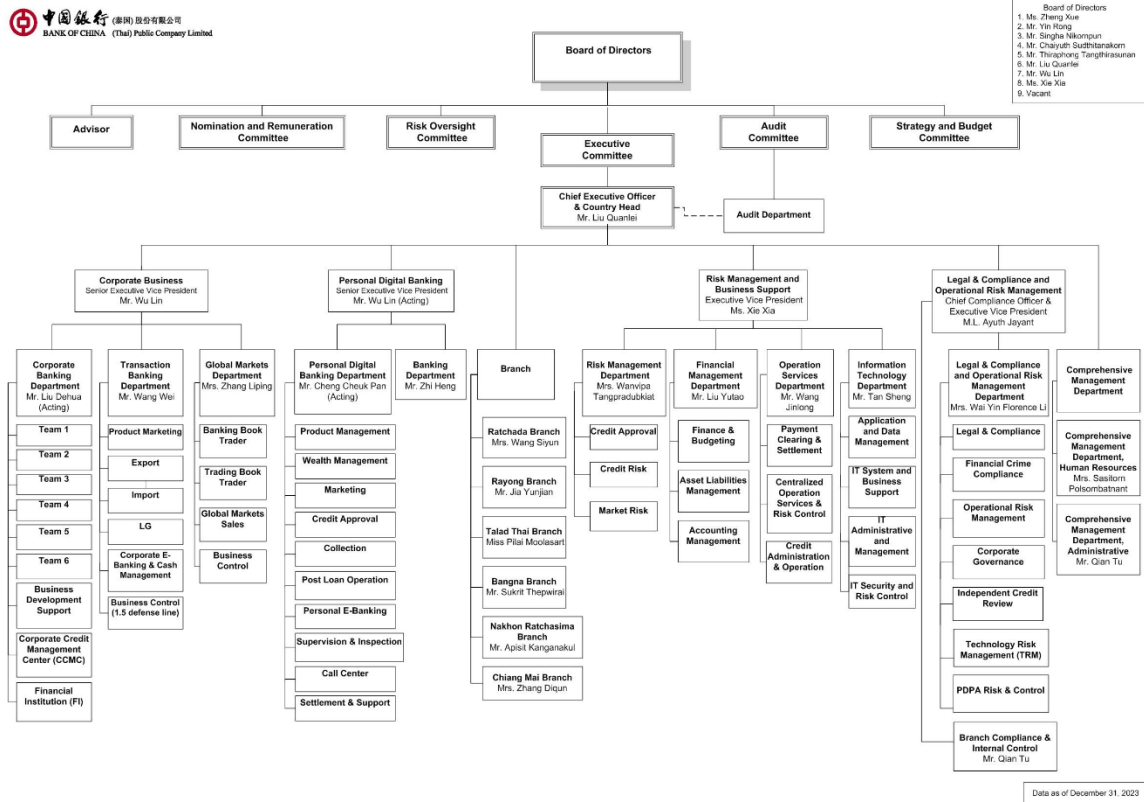 中國銀行 (泰国) 股份有限公司
BANK OF CHINA (Thai) Public Company Limited
Board of Directors
1. Ms. Zheng Xue
2. Mr. Yin Rong
3. Mr. Singha Nikornpun
4. Mr. Chaiyuth Sudthitanakorn
5. Mr. Thiraphong Tangthirasunan
6. Mr. Liu Quanlei
7. Mr. Wu Lin
8. Ms. Xie Xia
9. Vacant
Board of Directors
Advisor
Nomination and Remuneration
Committee
Risk Oversight
Committee
Executive
Committee
Audit
Committee
Strategy and Budget
Committee
Chief Executive Officer
& Country Head
Mr. Liu Quanlei
Audit Department
Corporate Business
Senior Executive Vice President
Mr. Wu Lin
Personal Digital Banking
Senior Executive Vice President
Mr. Wu Lin (Acting)
Risk Management and
Business Support
Executive Vice President
Ms. Xie Xia
Legal & Compliance and
Operational Risk Management
Chief Compliance Officer &
Executive Vice President
M.L. Ayuth Jayant
Corporate
Banking
Department
Mr. Liu Dehua
(Acting)
Team 1
Team 2
Team 3
Team 4
Team 5
Team 6
Business
Development
Support
Corporate Credit
Management
Center (CCMC)
Financial
Institution (FI)
Transaction
Banking
Department
Mr. Wang Wei
Product Marketing
Export
Import
LG
Corporate E-
Banking & Cash
Management
Business Control
(1.5 defense line)
Global Markets
Department
Mrs. Zhang Liping
Banking Book
Trader
Trading Book
Trader
Global Markets
Sales
Business
Control
Personal Digital
Banking Department
Mr. Cheng Cheuk Pan
(Acting)
Product Management
Wealth Management
Marketing
Credit Approval
Collection
Post Loan Operation
Personal E-Banking
Supervision & Inspection
Call Center
Settlement & Support
Banking
Department
Mr. Zhi Heng
Branch
Ratchada Branch
Mrs. Wang Siyun
Rayong Branch
Mr. Jia Yunjian
Talad Thai Branch
Miss Pilai Moolasart
Bangna Branch
Mr. Sukrit Thepwirai
Nakhon Ratchasima
Branch
Mr. Apisit Kanganakul
Chiang Mai Branch
Mrs. Zhang Diqun
Risk Management
Department
Mrs. Wanvipa
Tangpradubkiat
Credit Approval
Credit Risk
Market Risk
Financial
Management
Department
Mr. Liu Yutao
Finance &
Budgeting
Asset Liabilities
Management
Accounting
Management
Operation
Services
Department
Mr. Wang
Jinlong
Payment
Clearing &
Settlement
Centralized
Operation
Services &
Risk Control
Credit
Administration
& Operation
Information
Technology
Department
Mr. Tan Sheng
Application
and Data
Management
IT System and
Business
Support
IT
Administrative
and
Management
IT Security and
Risk Control
Legal & Compliance
and Operational Risk
Management
Department
Mrs. Wai Yin Florence Li
Legal & Compliance
Financial Crime
Compliance
Operational Risk
Management
Corporate
Governance
Independent Credit
Review
Technology Risk
Management (TRM)
PDPA Risk & Control
Branch Compliance &
Internal Control
Mr. Qian Tu
Comprehensive
Management
Department
Comprehensive
Management
Department,
Human Resources
Mrs. Sasitorn
Polsombatnant
Comprehensive
Management
Department,
Administrative
Mr. Qian Tu
Data as of December 31, 2023